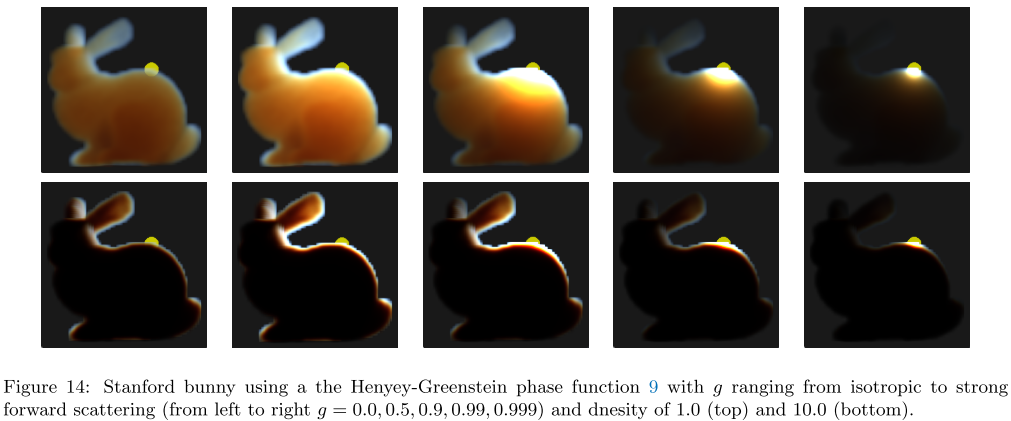 Figure 14: Stanford bunny using a the Henyey-Greenstein phase function 9 with g ranging from isotropic to strong
forward scattering (from left to right g = 0.0, 0.5, 0.9, 0.99, 0.999) and dnesity of 1.0 (top) and 10.0 (bottom).